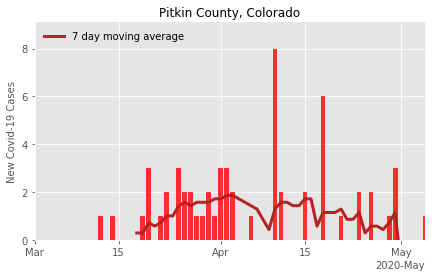 Pitkin County, Colorado
7 day moving average
New Covid-19 Cases
8
6
4
2
0
Mar
15
Apr
15
May
2020-May